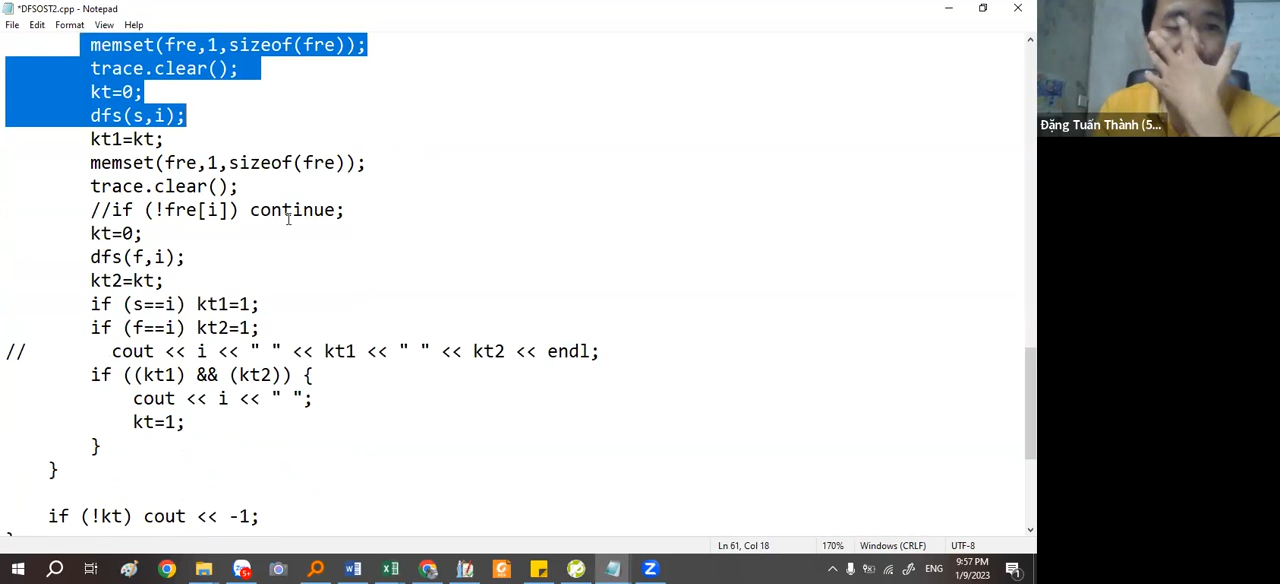 *DFSOST2.cpp - Notepad
File Edit Format View Help
memset(fre,1,sizeof(fre));
trace.clear();
kt=0;
dfs(s,i);
kt1=kt;
memset(fre,1,sizeof(fre));
trace.clear();
//if (!fre[i]) continue;
kt=0;
dfs(f,i);
kt2=kt;
if (s==i) kt1=1;
if (f==i) kt2=1;
// cout << i << " " << kt1 << " " << kt2 << endl;
if ((kt1) && (kt2)) {
cout << i << " ";
kt=1;
}
}
if (!kt) cout << -1;
Đặng Tuấn Thành (5...
Ln 61, Col 18
170%
Windows (CRLF)
UTF-8
ENG
9:57 PM
1/9/2023